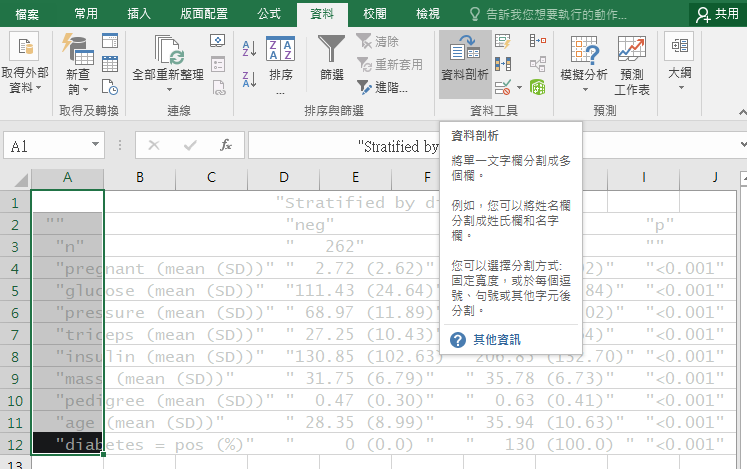 檔案 常用 插入 版面配置 公式 資料 校閱 檢視 告訴我您想要執行的動作... 共用
取得外部資料 新查詢 全部重新整理 排序... 篩選 清除 重新套用 進階... 資料剖析 模擬分析 預測工作表 大綱
取得及轉換 連線 排序與篩選 資料工具 預測
A1 fx "Stratified by
資料剖析
將單一文字欄分割成多
個欄。
例如，您可以將姓名欄
分割成姓氏欄和名字
欄。
您可以選擇分割方式:
固定寬度，或於每個逗
號、句號或其他字元後
分割。
? 其他資訊
A B C D E F I J
1 "Stratified by di
2 "" "neg" "p"
3 "n" " 262" ""
4 "pregnant (mean (SD))" " 2.72 (2.62)" 02)" "<0.001"
5 "glucose (mean (SD))" "111.43 (24.64)" 84)" "<0.001"
6 "pressure (mean (SD))" " 68.97 (11.89)" 02)" "<0.001"
7 "triceps (mean (SD))" " 27.25 (10.43)" 4)" "<0.001"
8 "insulin (mean (SD))" "130.85 (102.63)" "206.85 (132.70)" "<0.001"
9 "mass (mean (SD))" " 31.75 (6.79)" " 35.78 (6.73)" "<0.001"
10 "pedigree (mean (SD))" " 0.47 (0.30)" " 0.63 (0.41)" "<0.001"
11 "age (mean (SD))" " 28.35 (8.99)" " 35.94 (10.63)" "<0.001"
12 "diabetes = pos (%)" " 0 (0.0) " " 130 (100.0) " "<0.001"
13